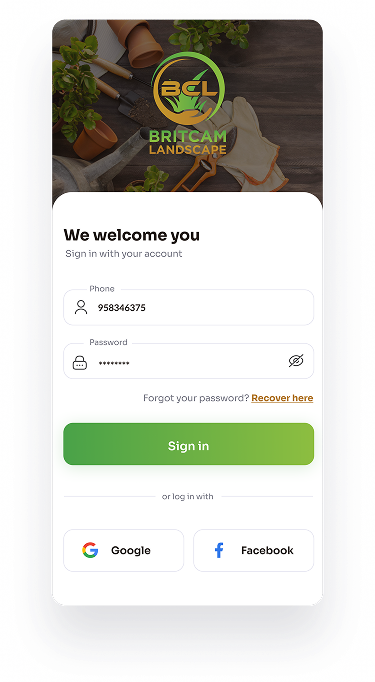 BCL
BRITCAM
LANDSCAPE
We welcome you
Sign in with your account
Phone
958346375
Password
********
Forgot your password? Recover here
Sign in
or log in with
Google
Facebook